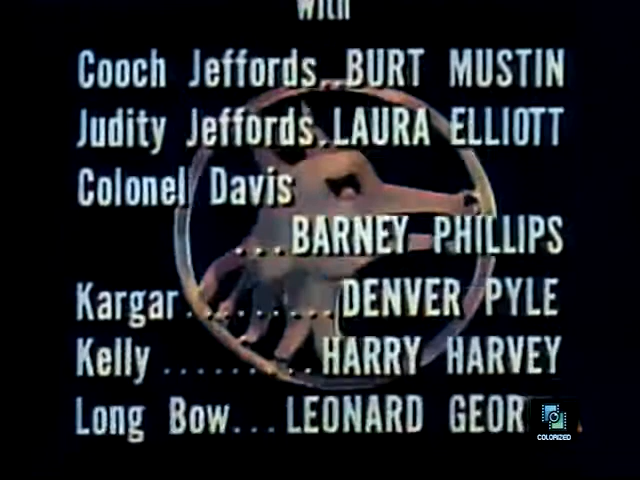 With
Cooch Jeffords...BURT MUSTIN
Judity Jeffords.LAURA ELLIOTT
Colonel Davis
...BARNEY PHILLIPS
Kargar..........DENVER PYLE
Kelly ..........HARRY HARVEY
Long Bow...LEONARD
COLORIZED